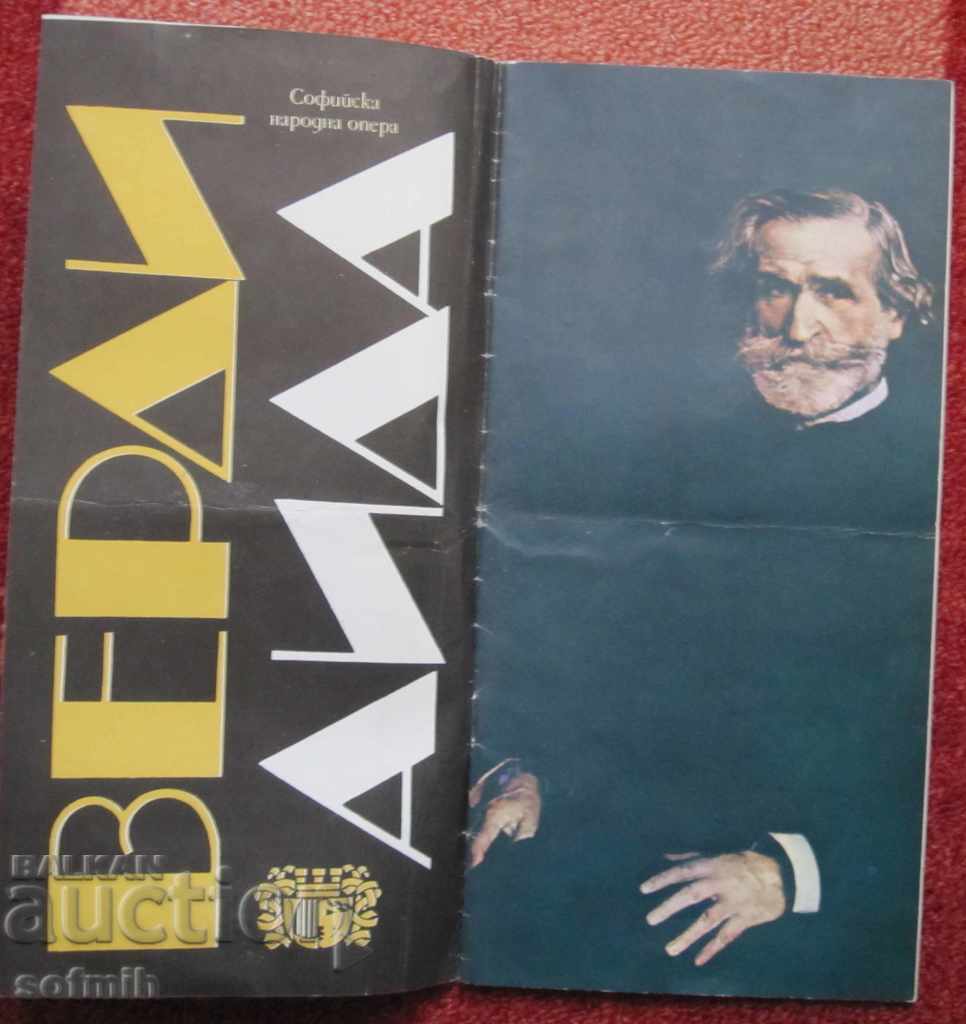 Софийска
народна опера
ВЕРДИ
АИДА
BALKAN
auction
sofmih